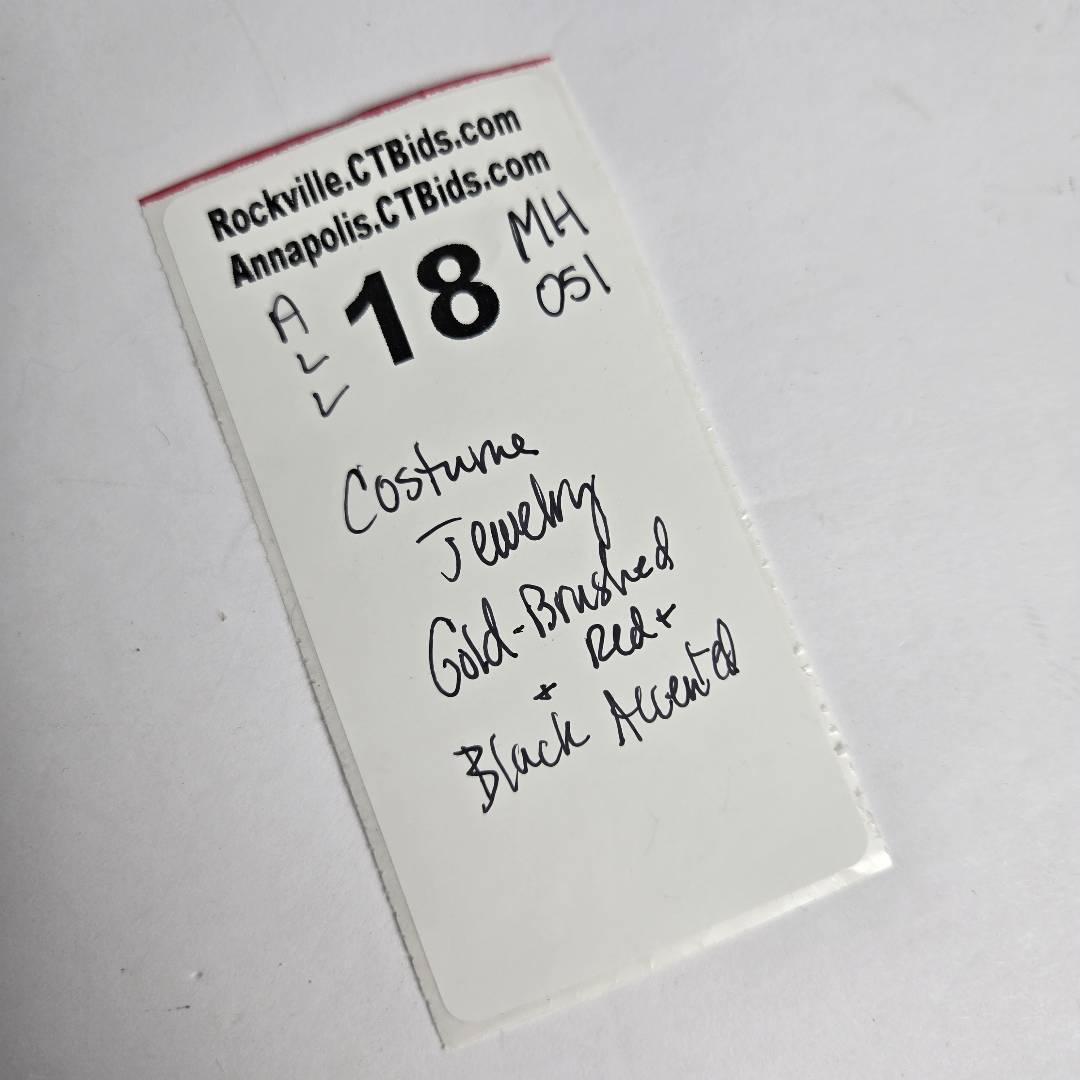 Rockville.CTBids.com
Annapolis.CTBids.com
18
MH
051
A
L
L
Costume
Jewelry
Gold-Brushed
+ Red +
Black Accented